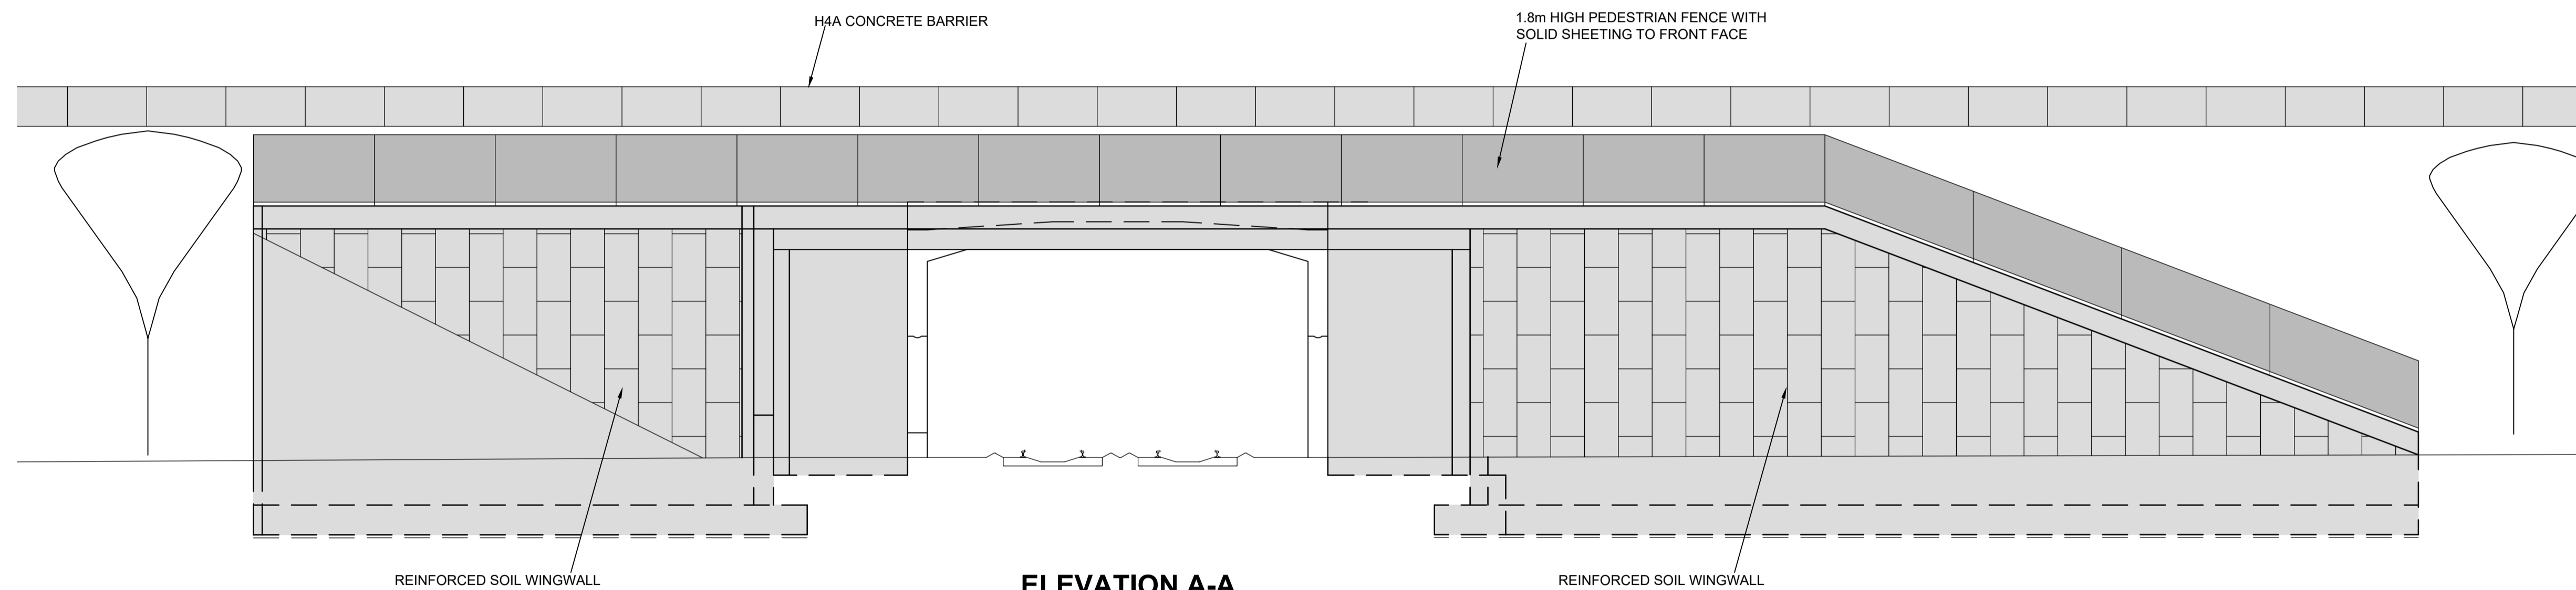 H4A CONCRETE BARRIER
1.8m HIGH PEDESTRIAN FENCE WITH
SOLID SHEETING TO FRONT FACE
REINFORCED SOIL WINGWALL
ELEVATION A-A
REINFORCED SOIL WINGWALL